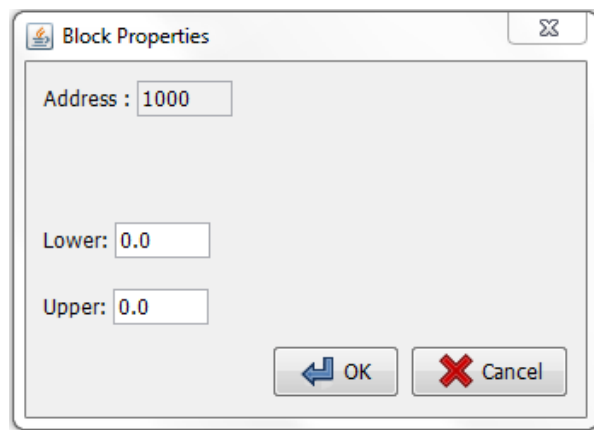 Block Properties
Address : 1000
Lower: 0.0
Upper: 0.0
OK Cancel